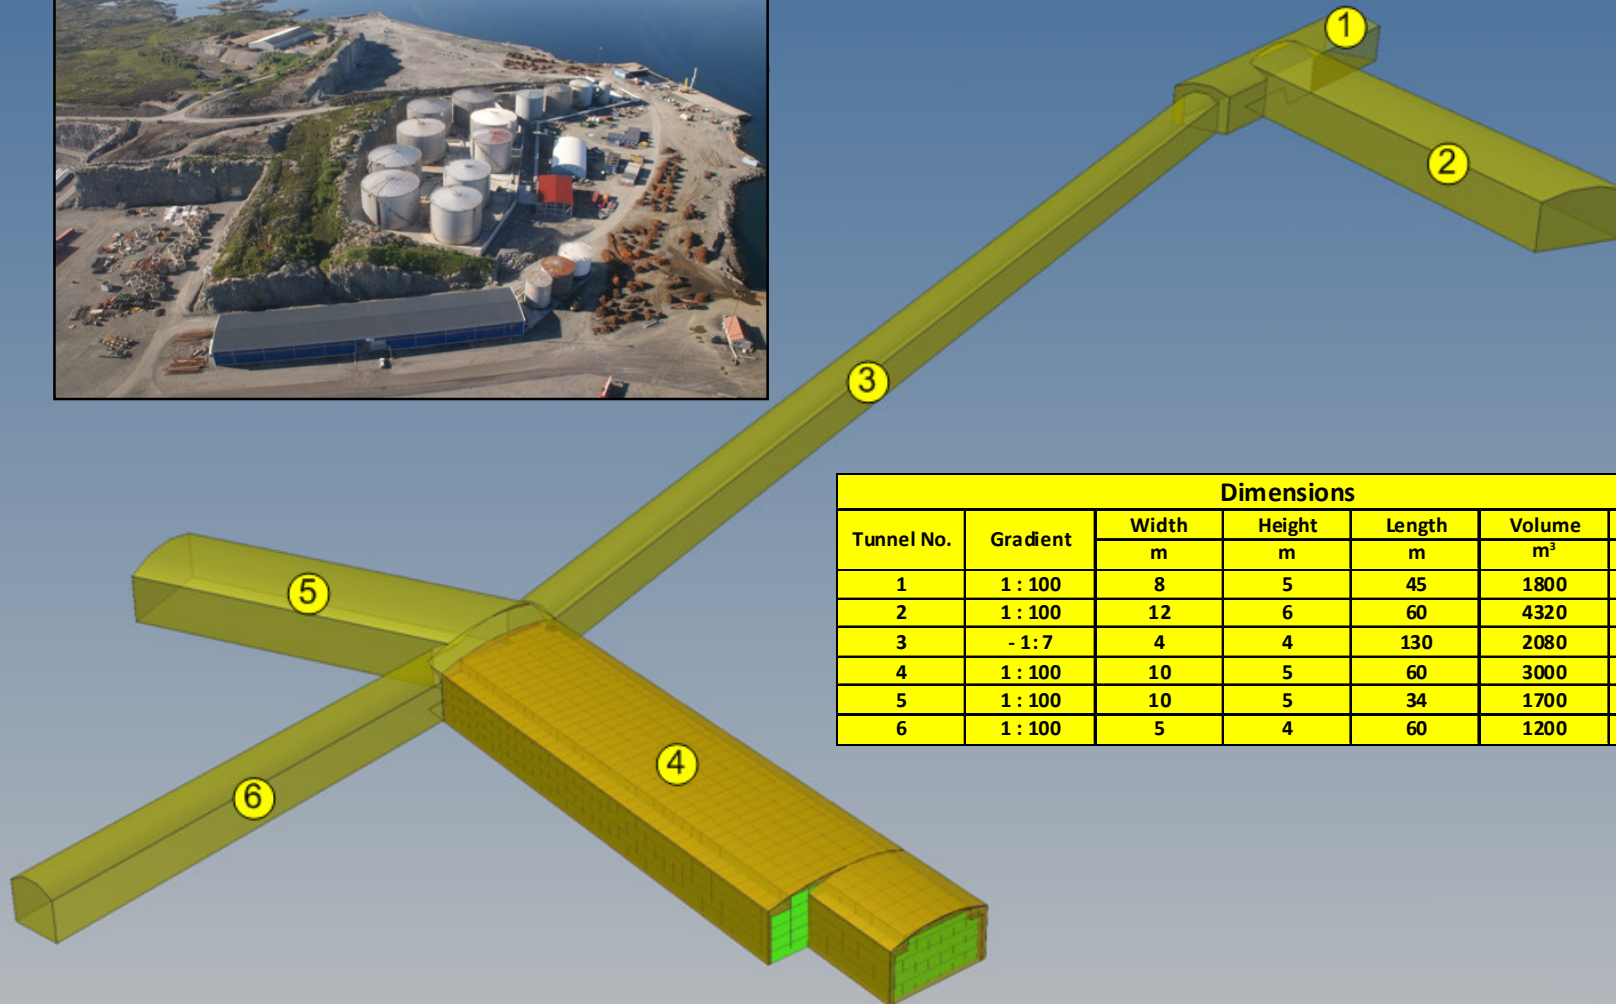 1
2
3
Dimensions
Tunnel No. Gradient Width Height Length Volume
m m m m³
1 1 : 100 8 5 45 1800
2 1 : 100 12 6 60 4320
3 - 1: 7 4 4 130 2080
4 1 : 100 10 5 60 3000
5 1 : 100 10 5 34 1700
6 1 : 100 5 4 60 1200
5
4
6